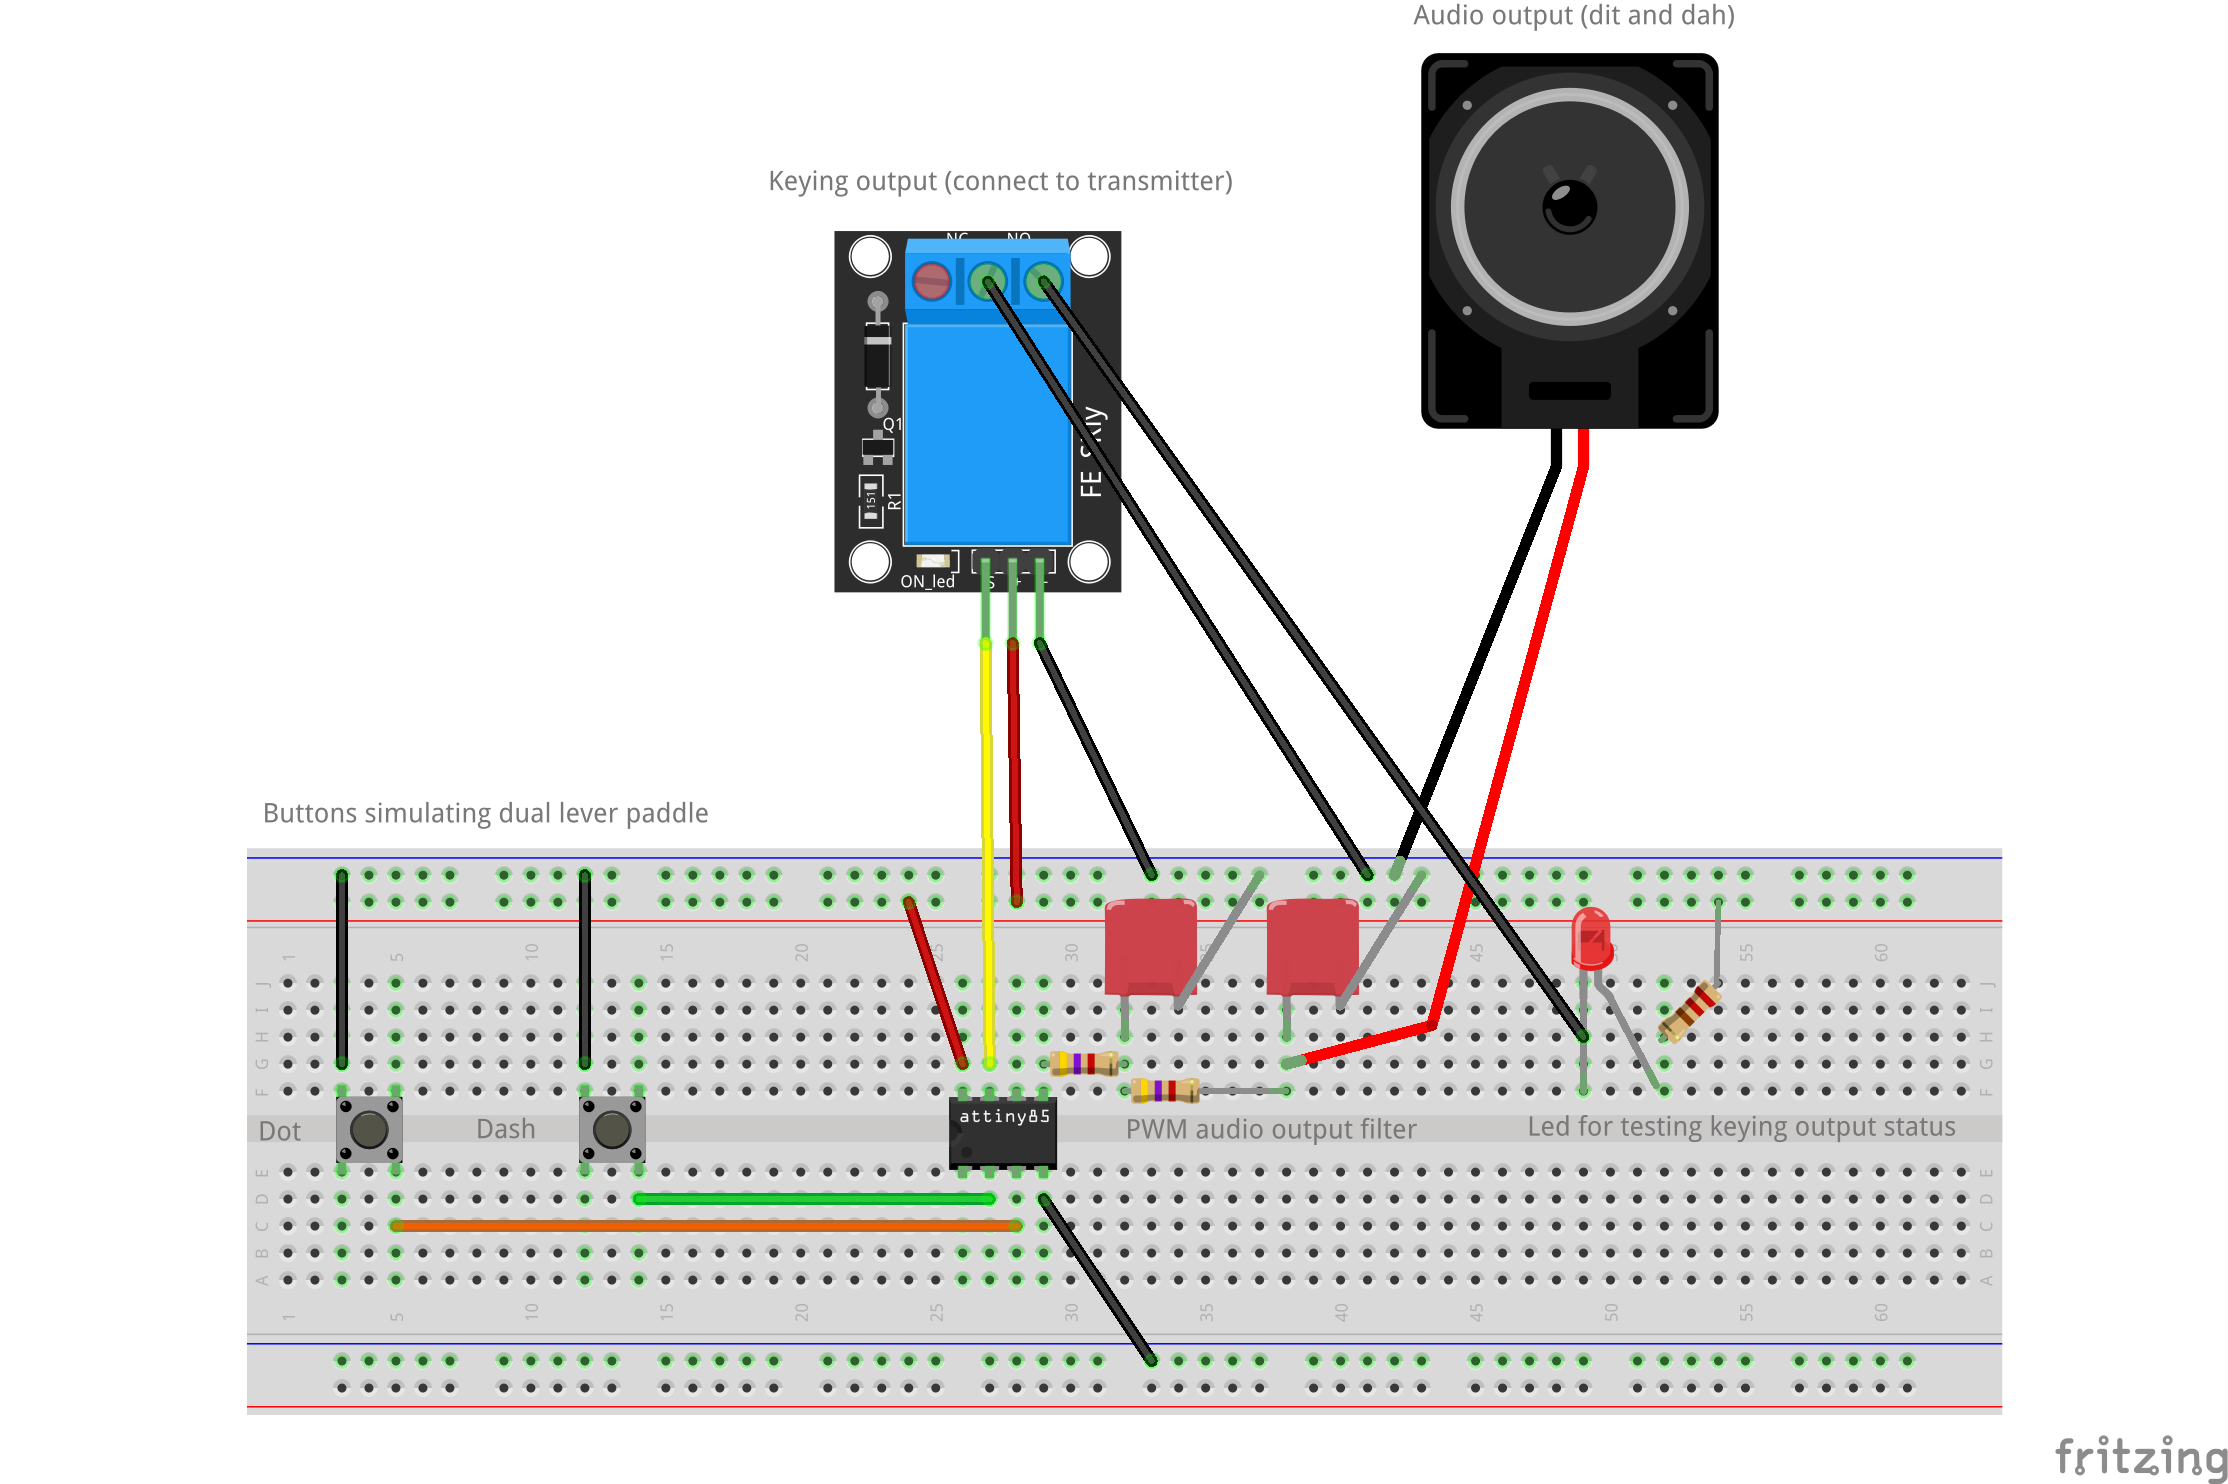 Audio output (dit and dah)
Keying output (connect to transmitter)
NC NO
Q1
R1
151
ON_led
S + -
Buttons simulating dual lever paddle
1 5 10 15 20 25 30 35 40 45 50 55 60
J J
I I
H H
G G
F F
attiny85
Dot
Dash
PWM audio output filter
Led for testing keying output status
E E
D D
C C
B B
A A
1 5 10 15 20 25 30 35 40 45 50 55 60
fritzing